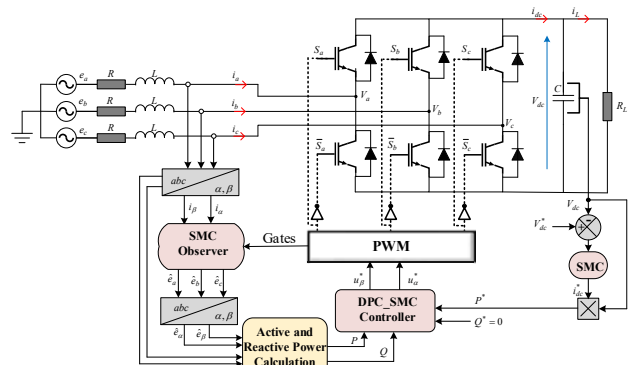 i_dc i_L
S_a S_b S_c
e_a R L i_a
V_a
e_b R L i_b
V_b
e_c R L i_c
V_c
V_dc C R_L
S̅_a S̅_b S̅_c
abc
α, β
i_β i_α
V_dc
V*_dc + -
SMC
Observer
Gates
PWM
SMC
ê_a ê_b ê_c
u*_β u*_α
i*_dc
DPC_SMC
Controller
P*
Q* = 0
abc
α, β
ê_α ê_β
Active and
Reactive Power
Calculation
P
Q